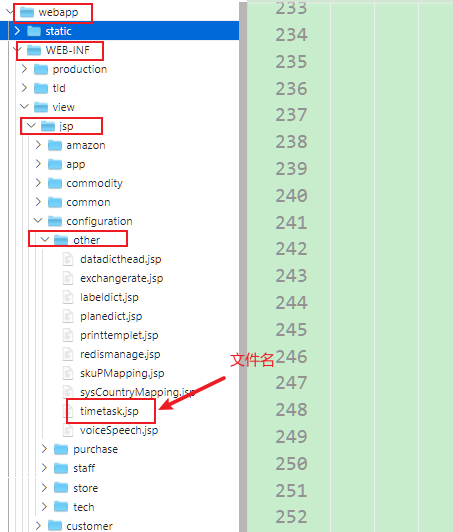 webapp
static
WEB-INF
production
tld
view
jsp
amazon
app
commodity
common
configuration
other
datadicthead.jsp
exchangerate.jsp
labeldict.jsp
planedict.jsp
printtemplet.jsp
redismanage.jsp
skuPMapping.jsp
sysCountryMapping.jsp
timetask.jsp
voiceSpeech.jsp
purchase
staff
store
tech
customer
文件名
233
234
235
236
237
238
239
240
241
242
243
244
245
246
247
248
249
250
251
252